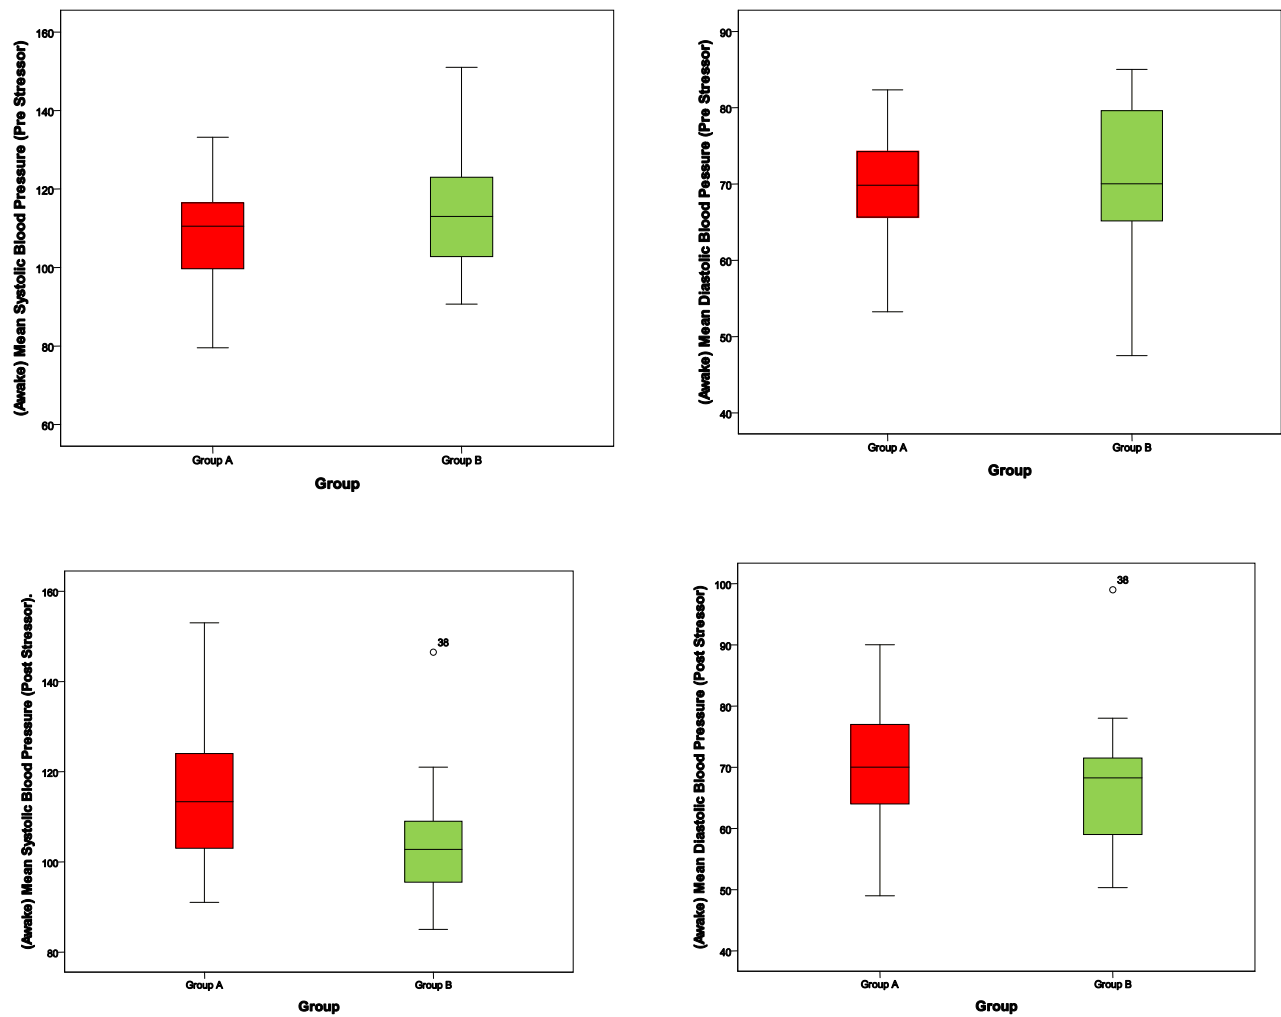 (Awake) Mean Systolic Blood Pressure (Pre Stressor)
160
140
120
100
80
60
Group A
Group B
Group
(Awake) Mean Diastolic Blood Pessure (Pre Stressor)
90
80
70
60
50
40
Group A
Group B
Group
(Awake) Mean Systolic Blood Pressure (Post Stressor).
160
140
120
100
80
38
Group A
Group B
Group
(Awake) Mean Diastolic Blood Pressure (Post Stressor)
100
90
80
70
60
50
40
38
Group A
Group B
Group